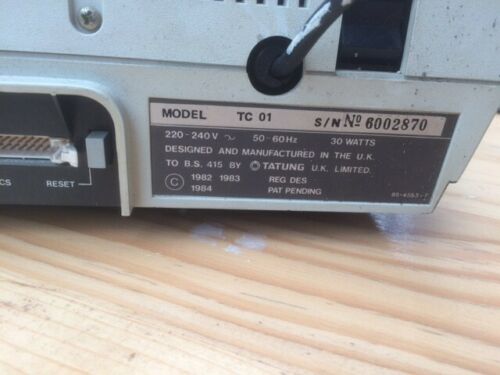 MODEL TC 01 S/N Nº 6002870
220-240V ~ 50-60Hz 30 WATTS
DESIGNED AND MANUFACTURED IN THE U.K.
TO B.S. 415 BY TATUNG U.K. LIMITED.
© 1982 1983 REG DES
1984 PAT PENDING
CS RESET